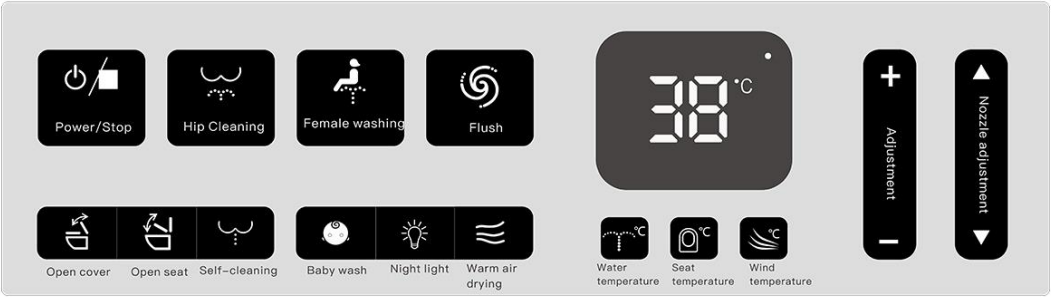 Power/Stop
Hip Cleaning
Female washing
Flush
38
°C
Adjustment
Nozzle adjustment
Open cover
Open seat
Self-cleaning
Baby wash
Night light
Warm air
drying
°C
Water
temperature
°C
Seat
temperature
°C
Wind
temperature